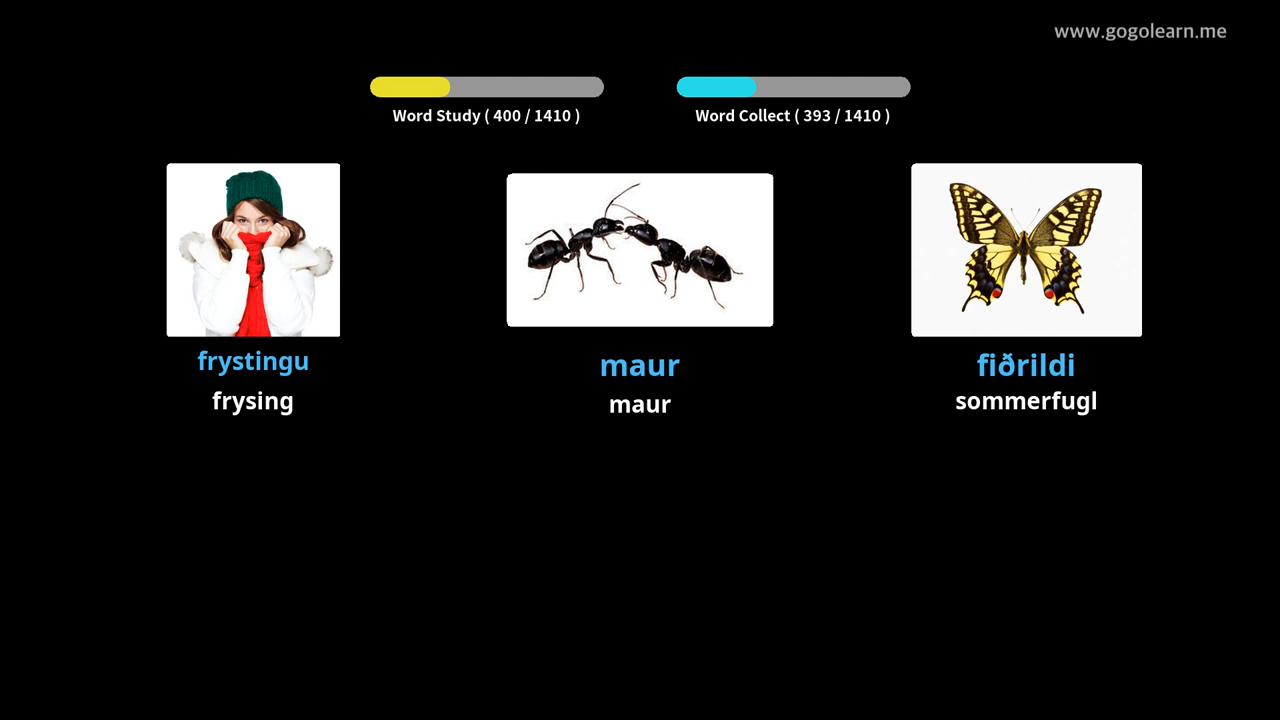 www.gogolearn.me
Word Study ( 400 / 1410 )
Word Collect ( 393 / 1410 )
frystingu
frysing
maur
maur
fiðrildi
sommerfugl